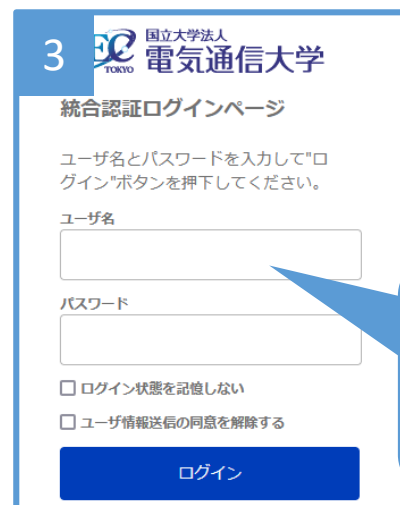 3
国立大学法人
電気通信大学
TOKYO
統合認証ログインページ
ユーザ名とパスワードを入力して"ロ
グイン"ボタンを押下してください。
ユーザ名
パスワード
ログイン状態を記憶しない
ユーザ情報送信の同意を解除する
ログイン